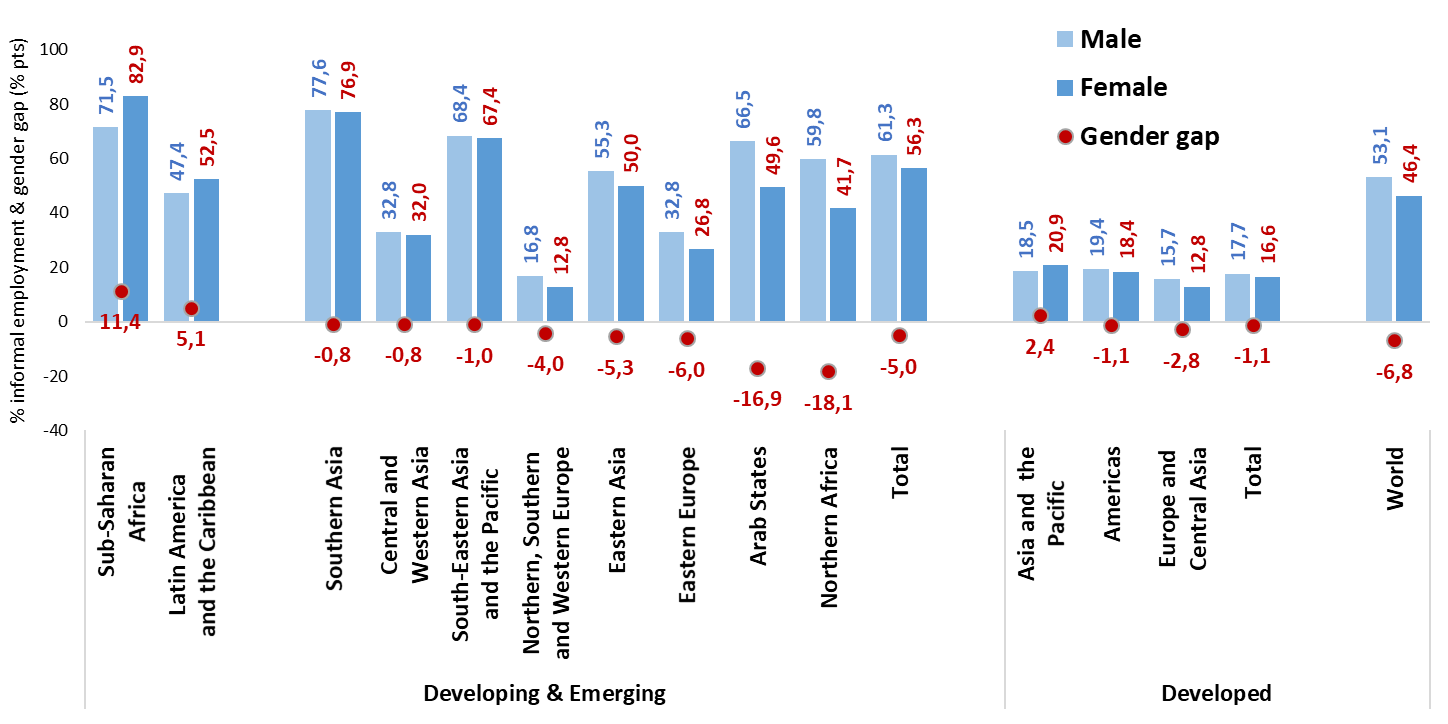 % informal employment & gender gap (% pts)
100
80
60
40
20
0
-20
-40
Male
Female
Gender gap
71,5
82,9
11,4
47,4
52,5
5,1
77,6
76,9
-0,8
32,8
32,0
-0,8
68,4
67,4
-1,0
16,8
12,8
-4,0
55,3
50,0
-5,3
32,8
26,8
-6,0
66,5
49,6
-16,9
59,8
41,7
-18,1
61,3
56,3
-5,0
18,5
20,9
2,4
19,4
18,4
-1,1
15,7
12,8
-2,8
17,7
16,6
-1,1
53,1
46,4
-6,8
Sub-Saharan
Africa
Latin America
and the Caribbean
Southern Asia
Central and
Western Asia
South-Eastern Asia
and the Pacific
Northern, Southern
and Western Europe
Eastern Asia
Eastern Europe
Arab States
Northern Africa
Total
Asia and the
Pacific
Americas
Europe and
Central Asia
Total
World
Developing & Emerging
Developed